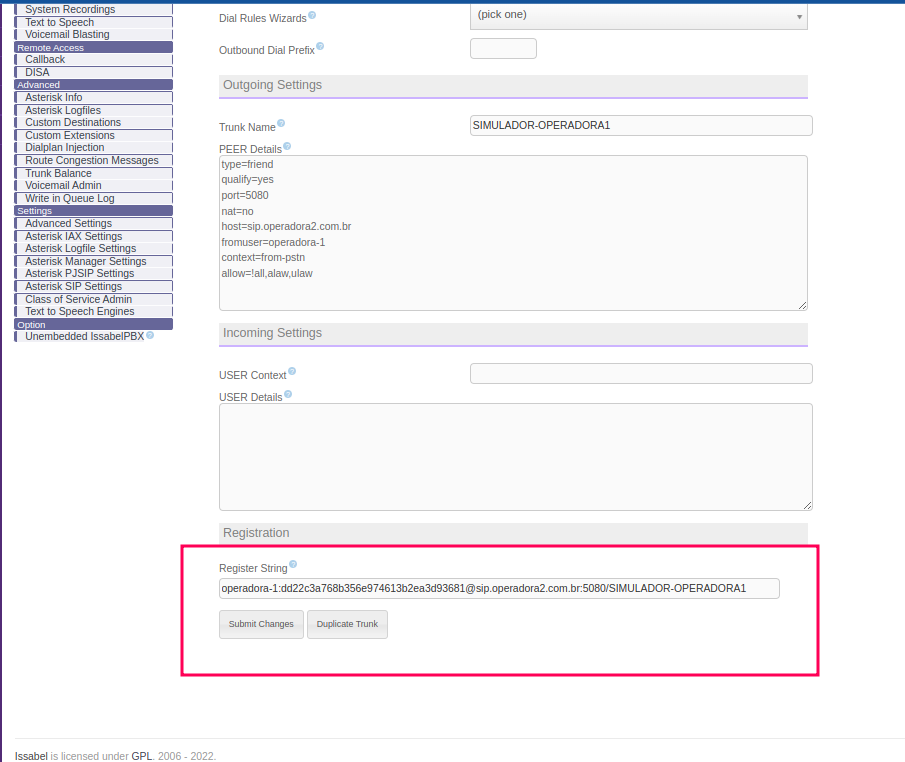 System Recordings
Text to Speech
Voicemail Blasting
Remote Access
Callback
DISA
Advanced
Asterisk Info
Asterisk Logfiles
Custom Destinations
Custom Extensions
Dialplan Injection
Route Congestion Messages
Trunk Balance
Voicemail Admin
Write in Queue Log
Settings
Advanced Settings
Asterisk IAX Settings
Asterisk Logfile Settings
Asterisk Manager Settings
Asterisk PJSIP Settings
Asterisk SIP Settings
Class of Service Admin
Text to Speech Engines
Option
Unembedded IssabelPBX ?
Dial Rules Wizards ? (pick one)
Outbound Dial Prefix ?
Outgoing Settings
Trunk Name ? SIMULADOR-OPERADORA1
PEER Details ?
type=friend
qualify=yes
port=5080
nat=no
host=sip.operadora2.com.br
fromuser=operadora-1
context=from-pstn
allow=!all,alaw,ulaw
Incoming Settings
USER Context ?
USER Details ?
Registration
Register String ?
operadora-1:dd22c3a768b356e974613b2ea3d93681@sip.operadora2.com.br:5080/SIMULADOR-OPERADORA1
Submit Changes Duplicate Trunk
Issabel is licensed under GPL. 2006 - 2022.